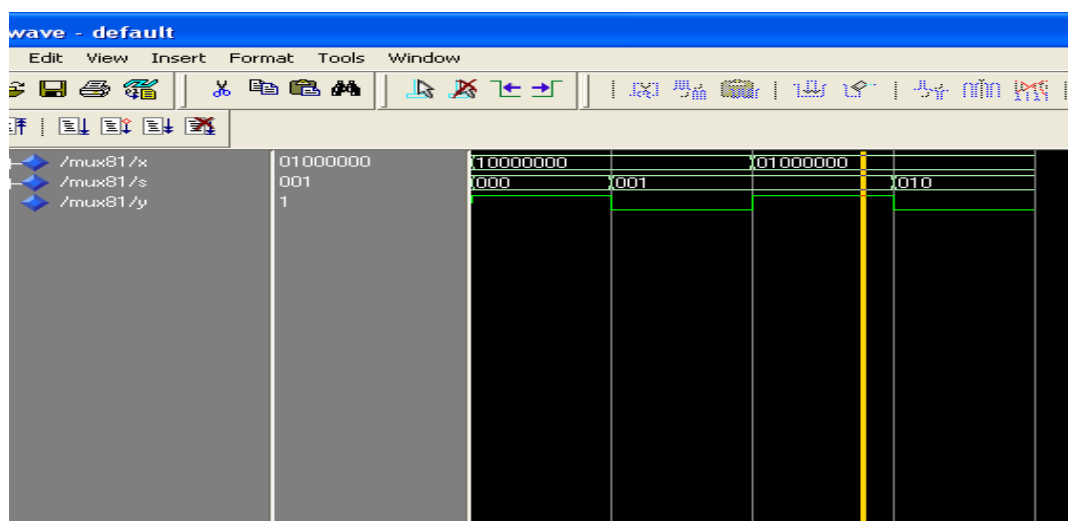 wave - default
Edit View Insert Format Tools Window
/mux81/x 01000000 10000000 01000000
/mux81/s 001 000 001 010
/mux81/y 1